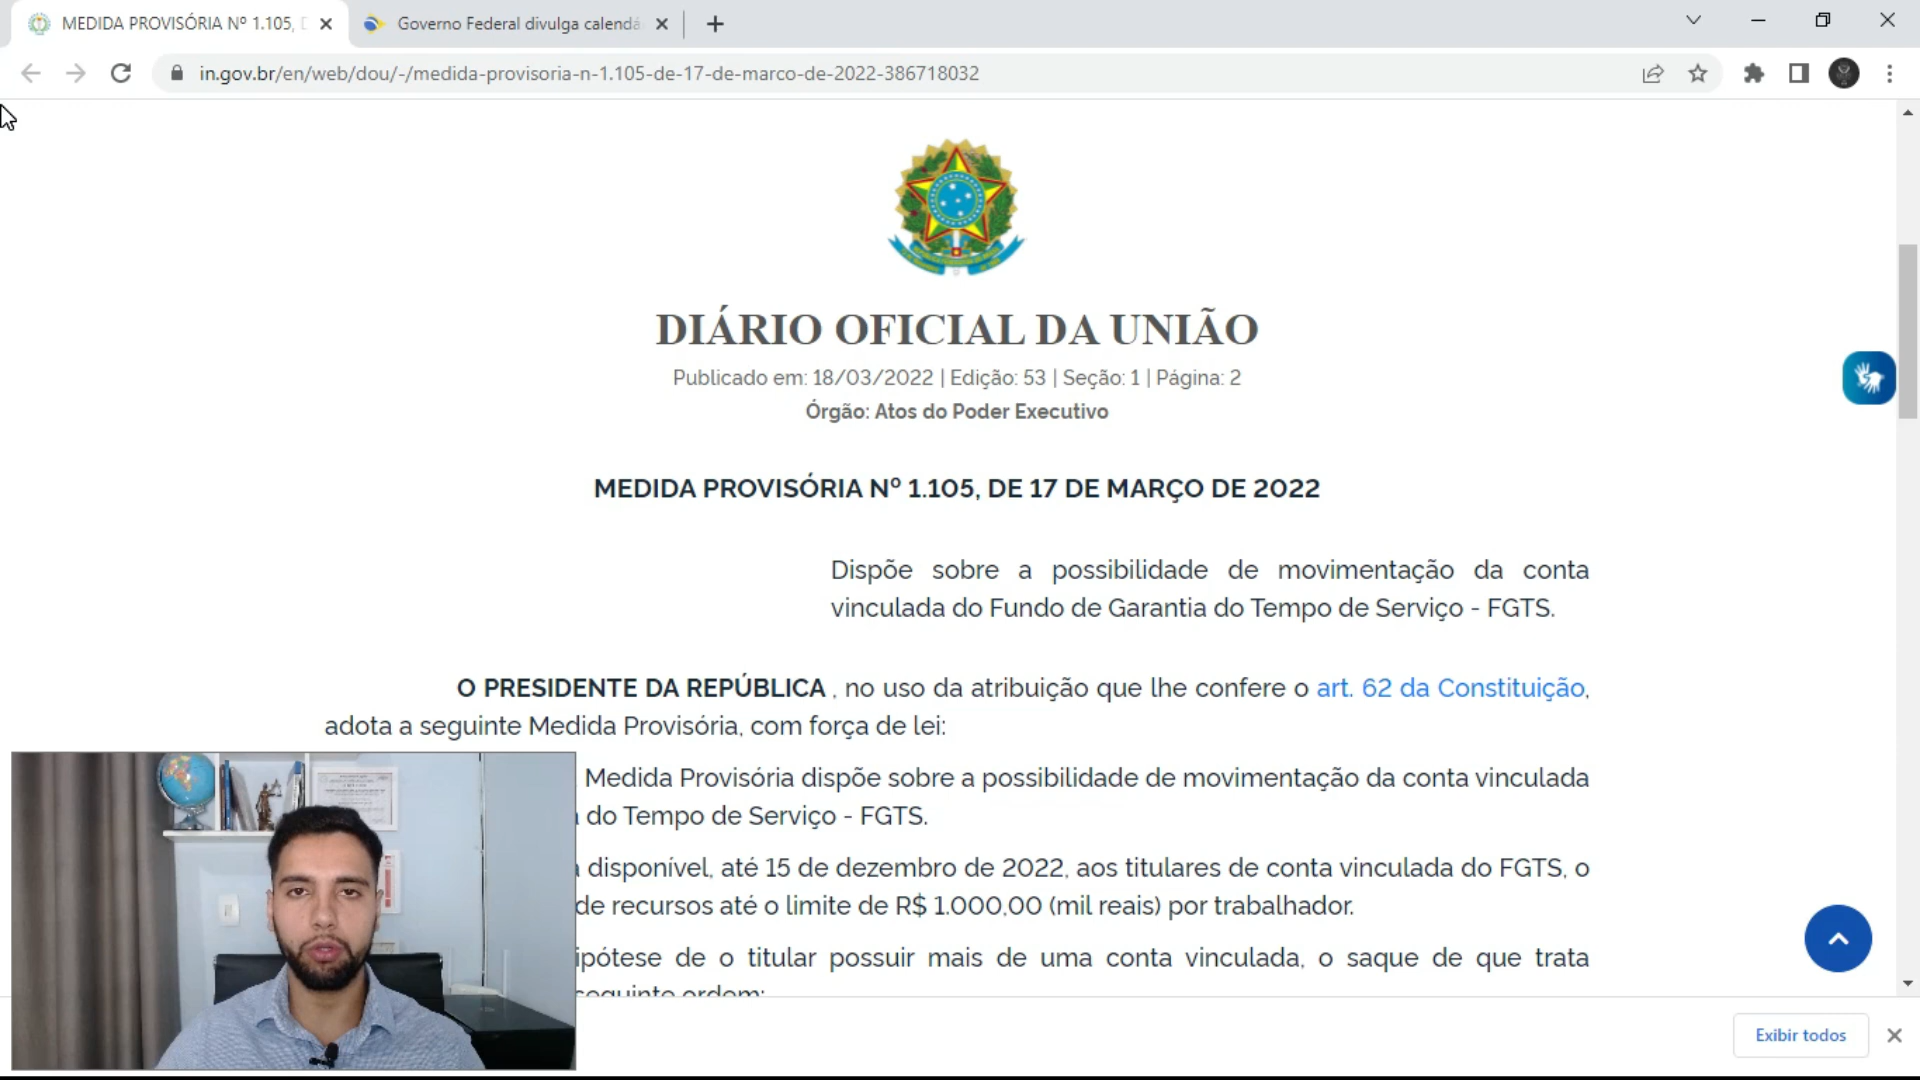 MEDIDA PROVISÓRIA Nº 1.105,
Governo Federal divulga calendá
in.gov.br/en/web/dou/-/medida-provisoria-n-1.105-de-17-de-marco-de-2022-386718032
DIÁRIO OFICIAL DA UNIÃO
Publicado em: 18/03/2022 | Edição: 53 | Seção: 1 | Página: 2
Órgão: Atos do Poder Executivo
MEDIDA PROVISÓRIA Nº 1.105, DE 17 DE MARÇO DE 2022
Dispõe sobre a possibilidade de movimentação da conta
vinculada do Fundo de Garantia do Tempo de Serviço - FGTS.
O PRESIDENTE DA REPÚBLICA , no uso da atribuição que lhe confere o art. 62 da Constituição,
adota a seguinte Medida Provisória, com força de lei:
Medida Provisória dispõe sobre a possibilidade de movimentação da conta vinculada
do Tempo de Serviço - FGTS.
disponível, até 15 de dezembro de 2022, aos titulares de conta vinculada do FGTS, o
de recursos até o limite de R$ 1.000,00 (mil reais) por trabalhador.
ipótese de o titular possuir mais de uma conta vinculada, o saque de que trata
seguinte ordem:
Exibir todos